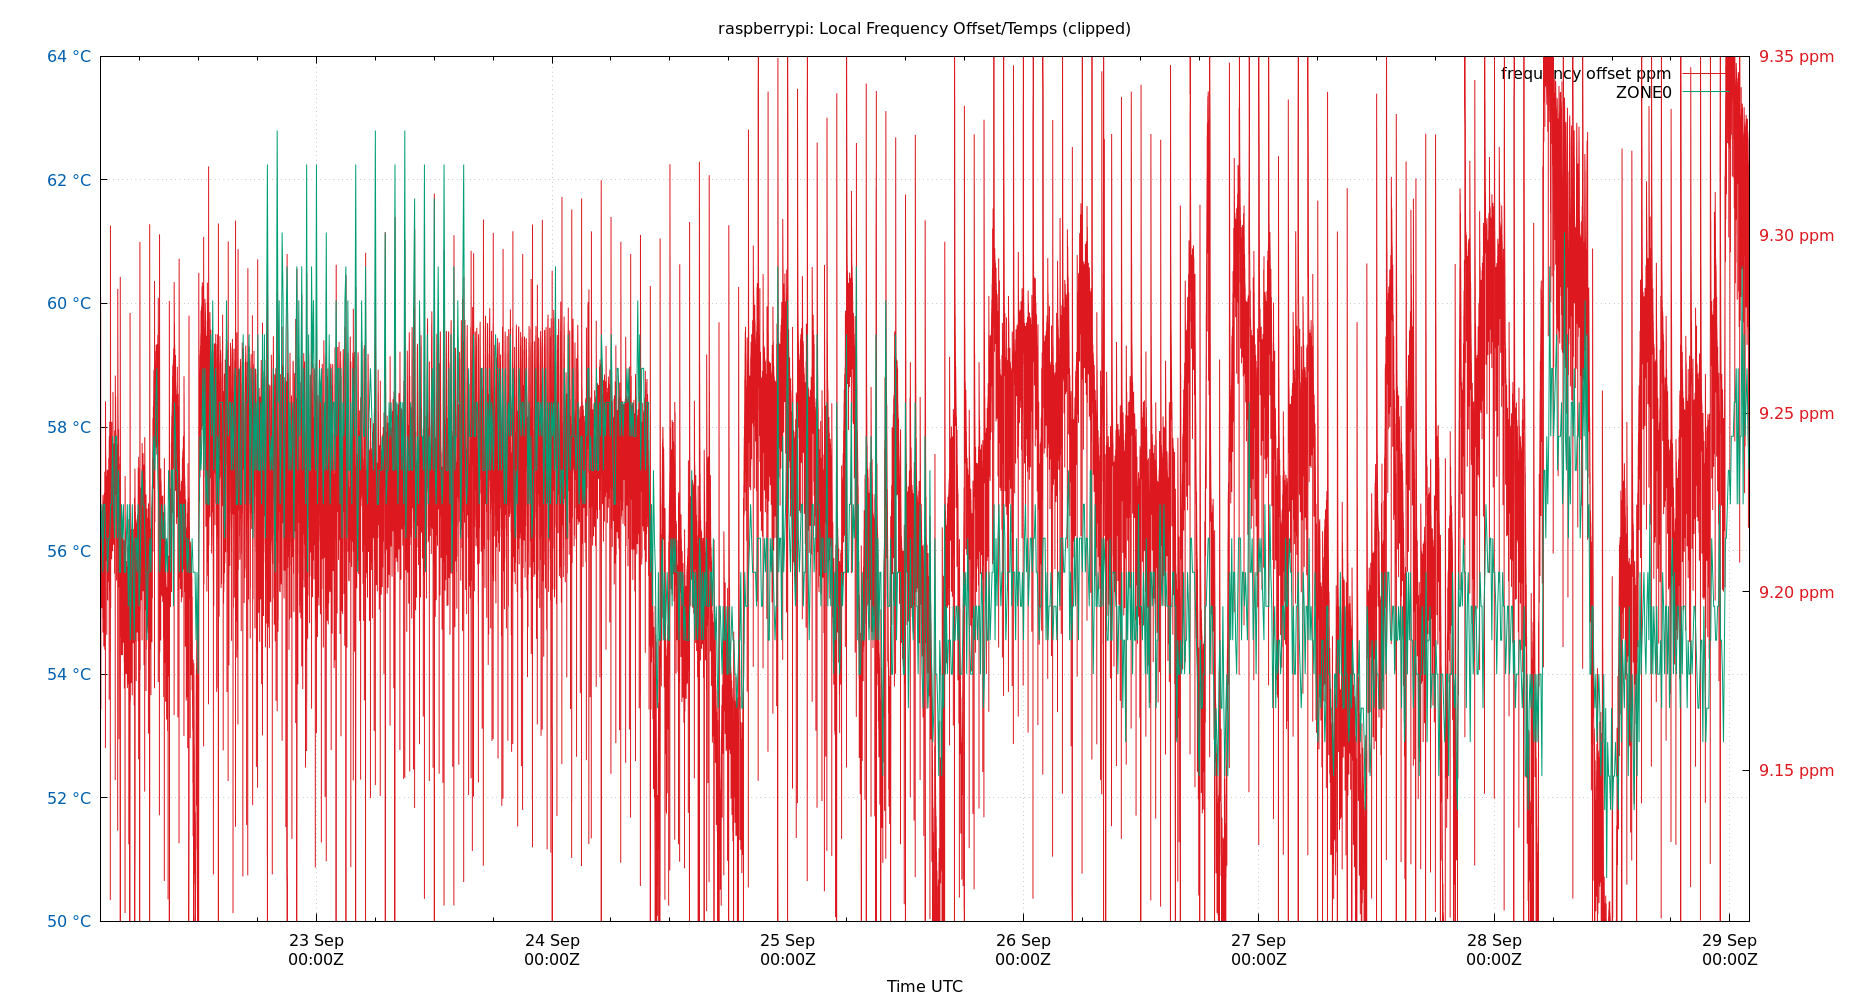 raspberrypi: Local Frequency Offset/Temps (clipped)
64 °C
9.35 ppm
frequency offset ppm
ZONE0
62 °C
9.30 ppm
60 °C
9.25 ppm
58 °C
56 °C
9.20 ppm
54 °C
9.15 ppm
52 °C
50 °C
23 Sep 24 Sep 25 Sep 26 Sep 27 Sep 28 Sep 29 Sep
00:00Z 00:00Z 00:00Z 00:00Z 00:00Z 00:00Z 00:00Z
Time UTC